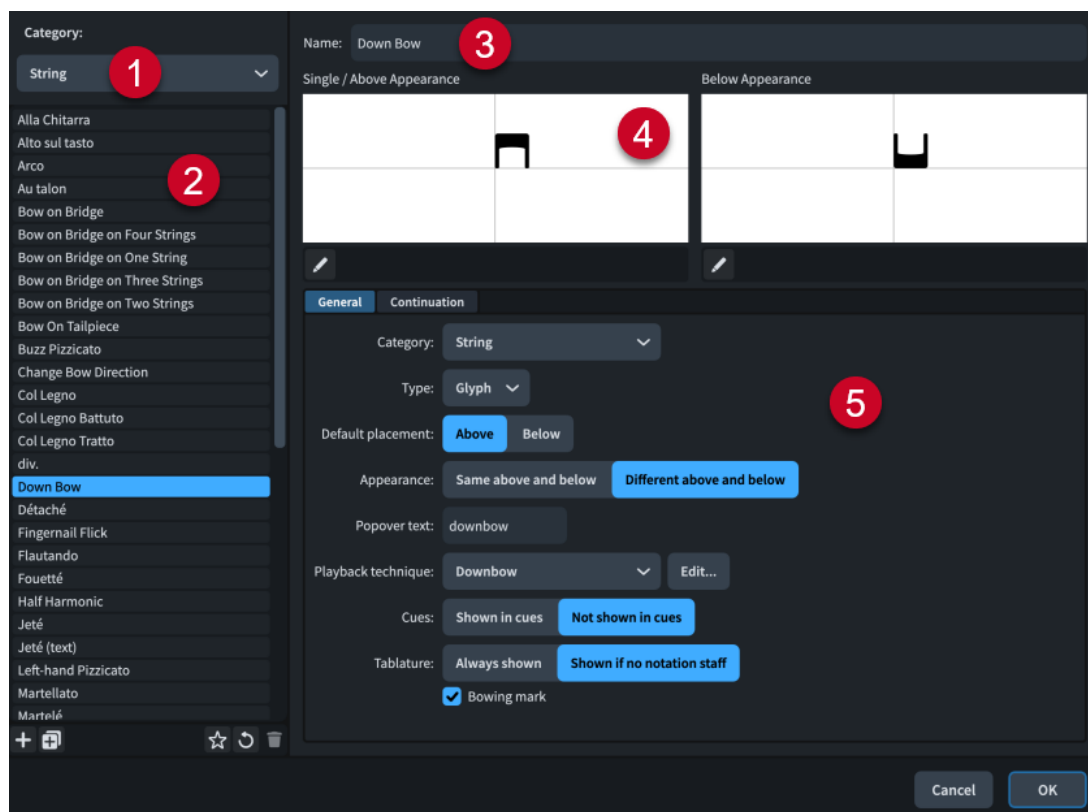 Category:
1
String
2
Alla Chitarra
Alto sul tasto
Arco
Au talon
Bow on Bridge
Bow on Bridge on Four Strings
Bow on Bridge on One String
Bow on Bridge on Three Strings
Bow on Bridge on Two Strings
Bow On Tailpiece
Buzz Pizzicato
Change Bow Direction
Col Legno
Col Legno Battuto
Col Legno Tratto
div.
Down Bow
Détaché
Fingernail Flick
Flautando
Fouetté
Half Harmonic
Jeté
Jeté (text)
Left-hand Pizzicato
Martellato
Martelé
Name: Down Bow
3
Single / Above Appearance
Below Appearance
4
General Continuation
5
Category: String
Type: Glyph
Default placement: Above Below
Appearance: Same above and below Different above and below
Popover text: downbow
Playback technique: Downbow Edit...
Cues: Shown in cues Not shown in cues
Tablature: Always shown Shown if no notation staff
Bowing mark
Cancel OK